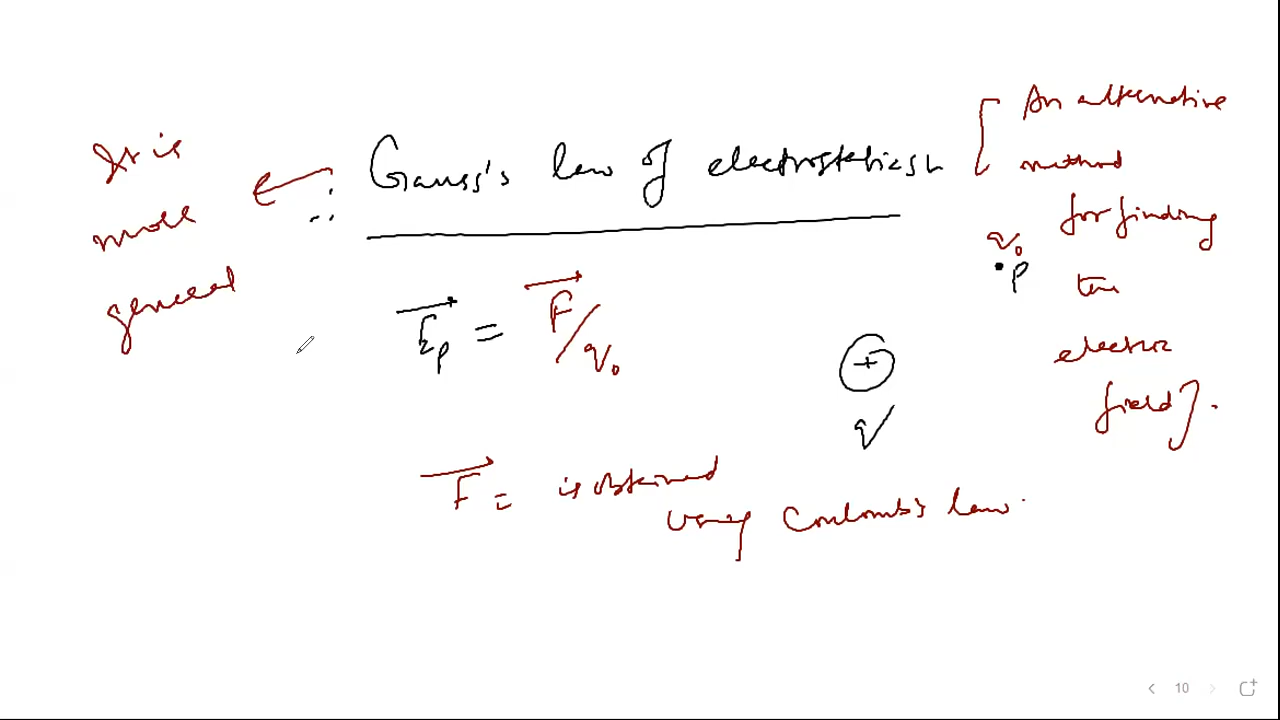 It is
more
general
∴ Gauss's law of electrostatics
[ An alternative
method
for finding
the
electric
field ].
q₀
P
E⃗p = F⃗/q₀
+
q
F⃗ = is obtained
using Coulomb's law.
10